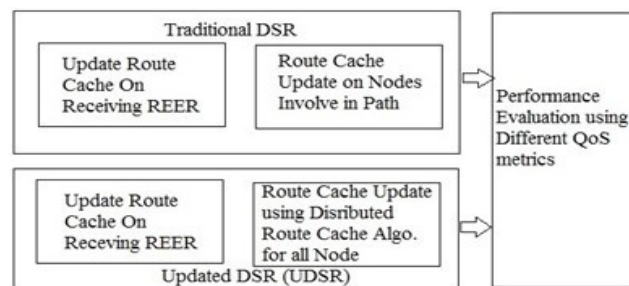 Traditional DSR
Update Route
Cache On
Receiving REER
Route Cache
Update on Nodes
Involve in Path
Performance
Evaluation using
Different QoS
metrics
Update Route
Cache On
Receving REER
Route Cache Update
using Disributed
Route Cache Algo.
for all Node
Updated DSR (UDSR)